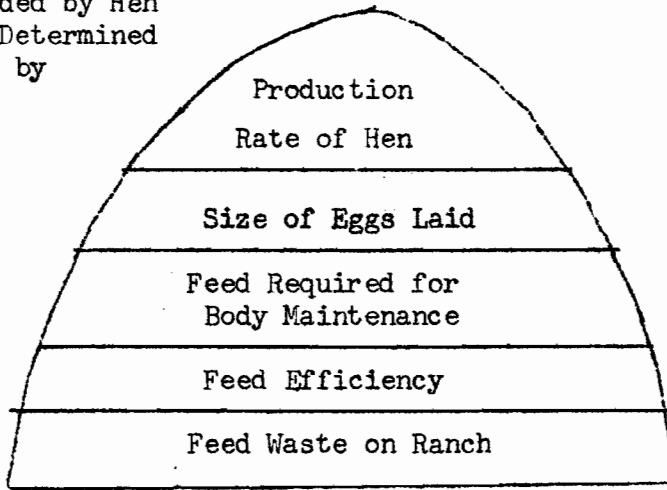 by Hen
Determined
by
Production
Rate of Hen
Size of Eggs Laid
Feed Required for
Body Maintenance
Feed Efficiency
Feed Waste on Ranch